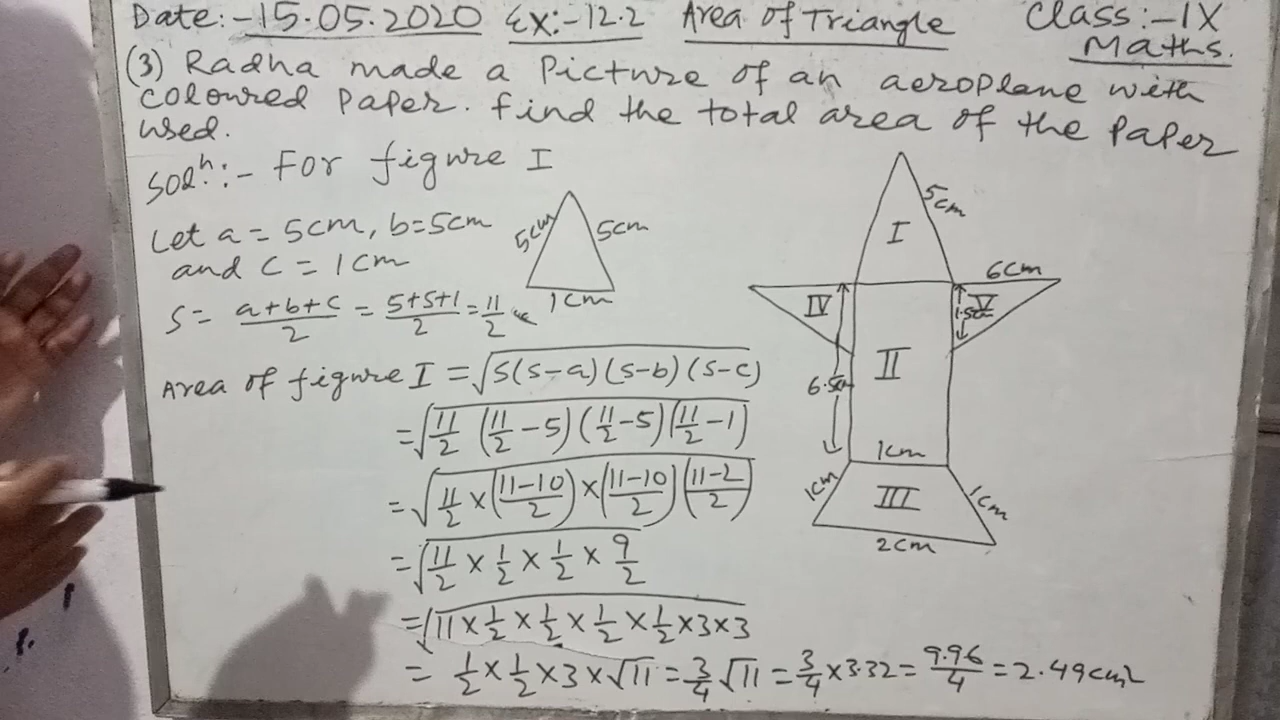 Date:-15.05.2020 Ex:-12.2 Area of Triangle Class:-IX
Maths.
(3) Radha made a Picture of an aeroplane with
coloured paper. find the total area of the Paper
used.
Solⁿ:- For figure I
Let a = 5cm, b=5cm
and c = 1cm
5cm 5cm
1cm
S = (a+b+c)/2 = (5+5+1)/2 = 11/2
Area of figure I = √S(S-a)(S-b)(S-c)
= √11/2 (11/2-5)(11/2-5)(11/2-1)
= √11/2 × ((11-10)/2) × ((11-10)/2)((11-2)/2)
= √11/2 × 1/2 × 1/2 × 9/2
= √11 × 1/2 × 1/2 × 1/2 × 1/2 × 3 × 3
= 1/2 × 1/2 × 3 × √11 = 3/4 √11 = 3/4 × 3.32 = 9.96/4 = 2.49cm²
5cm
I
6cm
IV V
1.5cm
II
6.5cm
1cm
1cm III 1cm
2cm